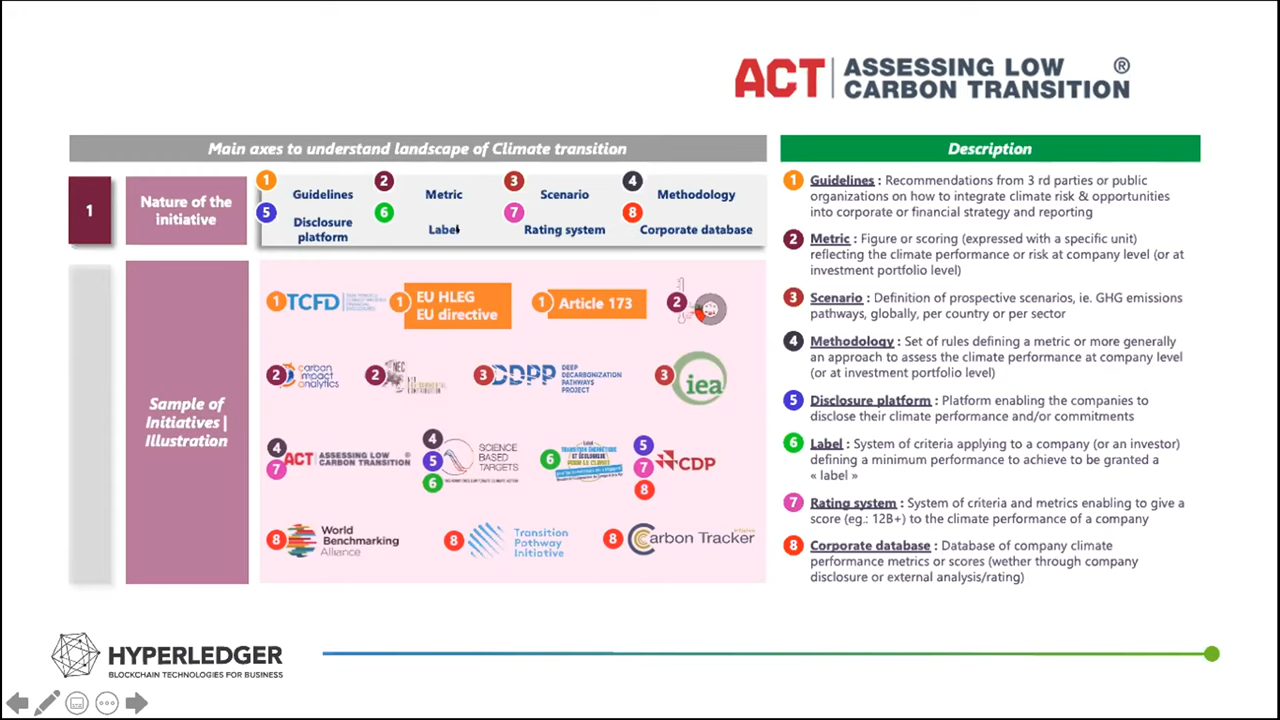 ACT ASSESSING LOW CARBON TRANSITION ®
Main axes to understand landscape of Climate transition
Description
1
Nature of the
initiative
1 Guidelines
2 Metric
3 Scenario
4 Methodology
5 Disclosure
platform
6 Label
7 Rating system
8 Corporate database
Sample of
Initiatives |
Illustration
1 TCFD
1 EU HLEG
EU directive
1 Article 173
2
2 carbon
impact
analytics
2 NEC
3 DDPP DEEP
DECARBONIZATION
PATHWAYS
PROJECT
3 iea
4 7 ACT ASSESSING LOW
CARBON TRANSITION ®
4 5 6 SCIENCE
BASED
TARGETS
6
5 7 8 CDP
8 World
Benchmarking
Alliance
8 Transition
Pathway
Initiative
8 Carbon Tracker
Initiative
1 Guidelines : Recommendations from 3 rd parties or public
organizations on how to integrate climate risk & opportunities
into corporate or financial strategy and reporting
2 Metric : Figure or scoring (expressed with a specific unit)
reflecting the climate performance or risk at company level (or at
investment portfolio level)
3 Scenario : Definition of prospective scenarios, ie. GHG emissions
pathways, globally, per country or per sector
4 Methodology : Set of rules defining a metric or more generally
an approach to assess the climate performance at company level
(or at investment portfolio level)
5 Disclosure platform : Platform enabling the companies to
disclose their climate performance and/or commitments
6 Label : System of criteria applying to a company (or an investor)
defining a minimum performance to achieve to be granted a
« label »
7 Rating system : System of criteria and metrics enabling to give a
score (eg.: 12B+) to the climate performance of a company
8 Corporate database : Database of company climate
performance metrics or scores (wether through company
disclosure or external analysis/rating)
HYPERLEDGER
BLOCKCHAIN TECHNOLOGIES FOR BUSINESS